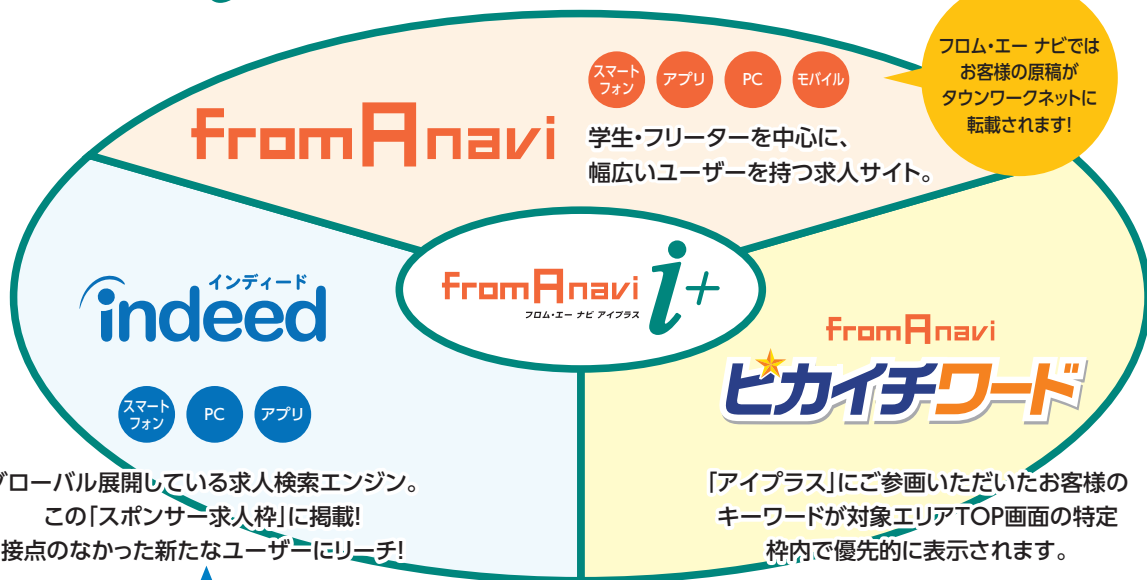 フロム・エー ナビでは
お客様の原稿が
タウンワークネットに
転載されます!
スマート
フォン
アプリ
PC
モバイル
fromAnavi
学生・フリーターを中心に、
幅広いユーザーを持つ求人サイト。
インディード
indeed
スマート
フォン
PC
アプリ
グローバル展開している求人検索エンジン。
この「スポンサー求人枠」に掲載!
接点のなかった新たなユーザーにリーチ!
fromAnavi i+
フロム・エー ナビ アイプラス
fromAnavi
ピカイチワード
「アイプラス」にご参画いただいたお客様の
キーワードが対象エリアTOP画面の特定
枠内で優先的に表示されます。